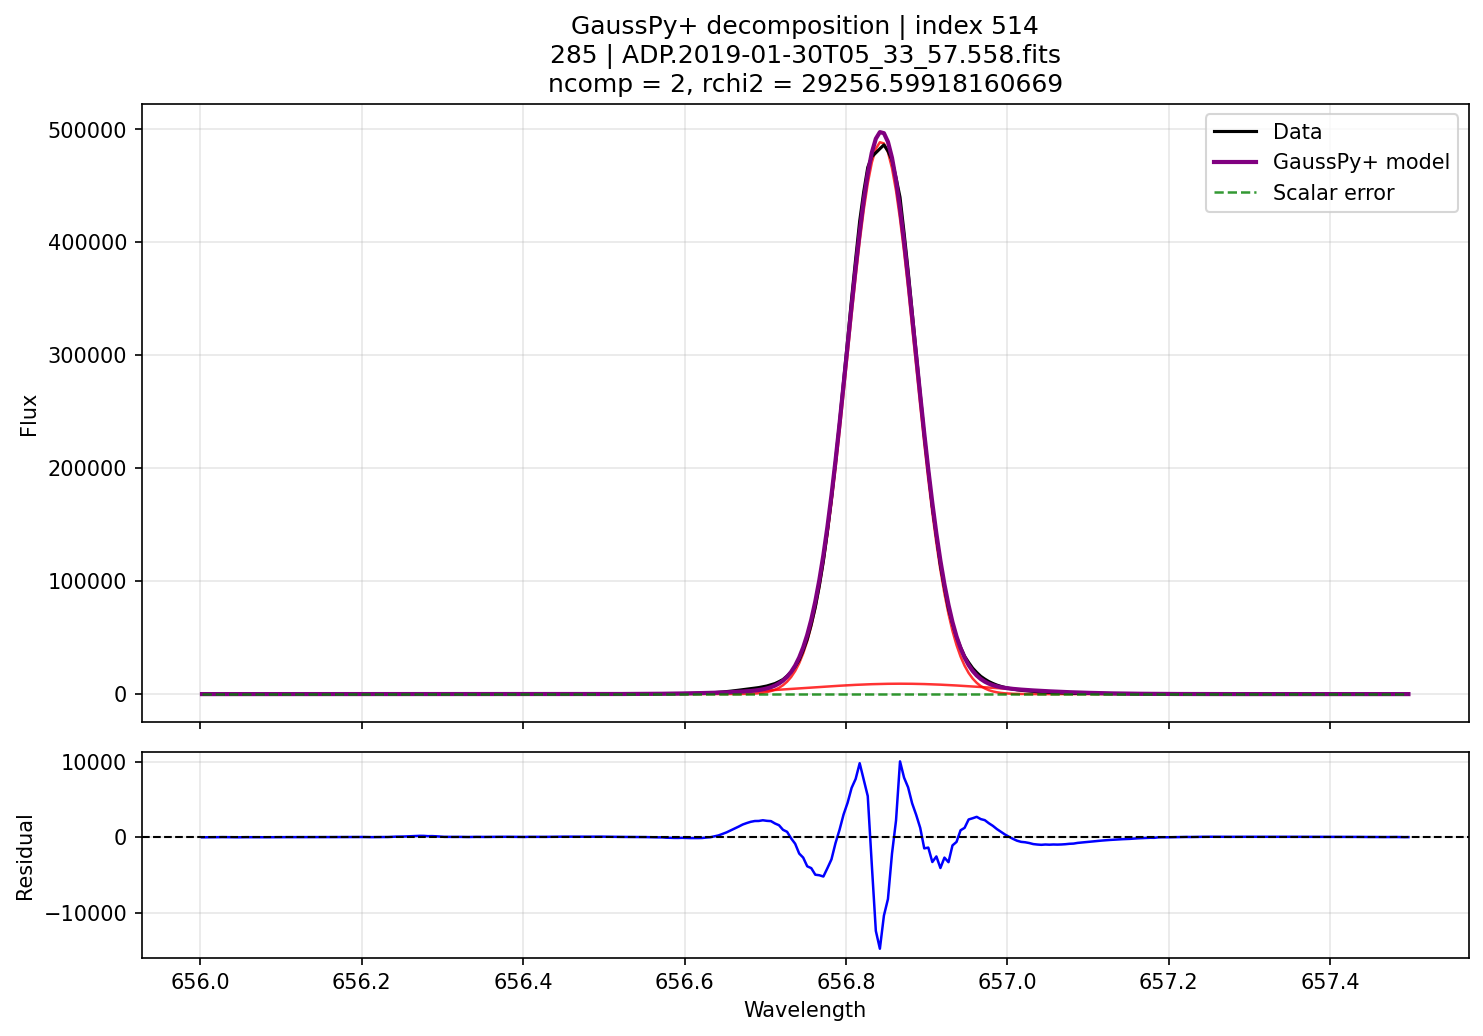 GaussPy+ decomposition | index 514
285 | ADP.2019-01-30T05_33_57.558.fits
ncomp = 2, rchi2 = 29256.59918160669
Data
GaussPy+ model
Scalar error
500000
400000
300000
200000
100000
0
Flux
10000
0
−10000
Residual
656.0
656.2
656.4
656.6
656.8
657.0
657.2
657.4
Wavelength